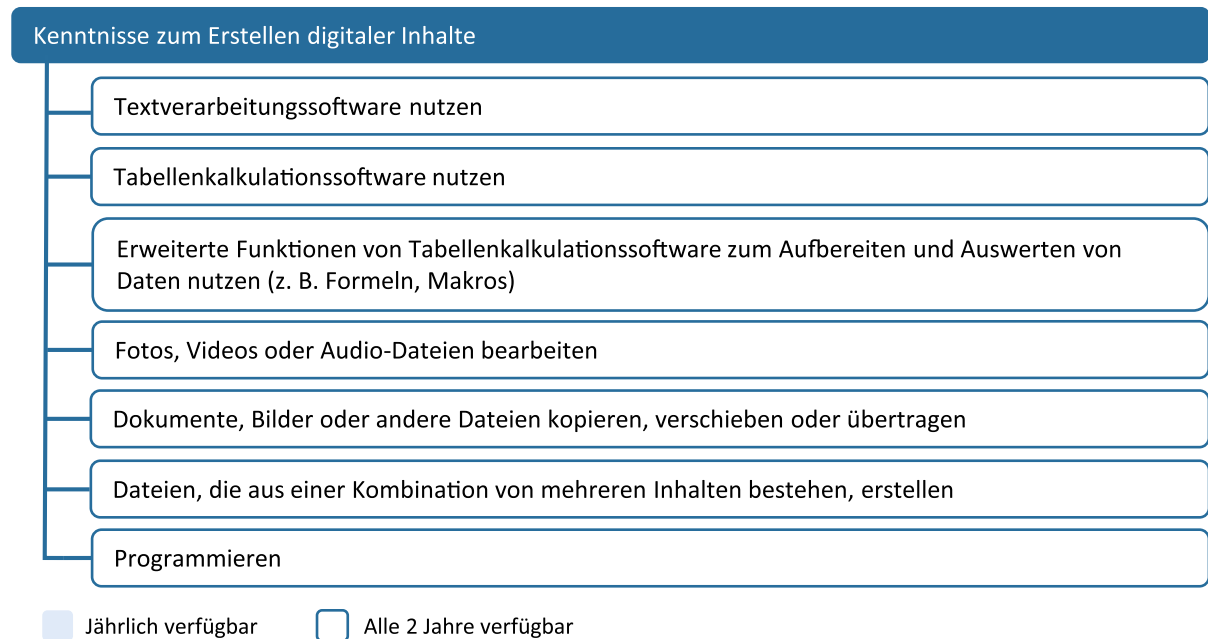 Kenntnisse zum Erstellen digitaler Inhalte
Textverarbeitungssoftware nutzen
Tabellenkalkulationssoftware nutzen
Erweiterte Funktionen von Tabellenkalkulationssoftware zum Aufbereiten und Auswerten von
Daten nutzen (z. B. Formeln, Makros)
Fotos, Videos oder Audio-Dateien bearbeiten
Dokumente, Bilder oder andere Dateien kopieren, verschieben oder übertragen
Dateien, die aus einer Kombination von mehreren Inhalten bestehen, erstellen
Programmieren
Jährlich verfügbar Alle 2 Jahre verfügbar